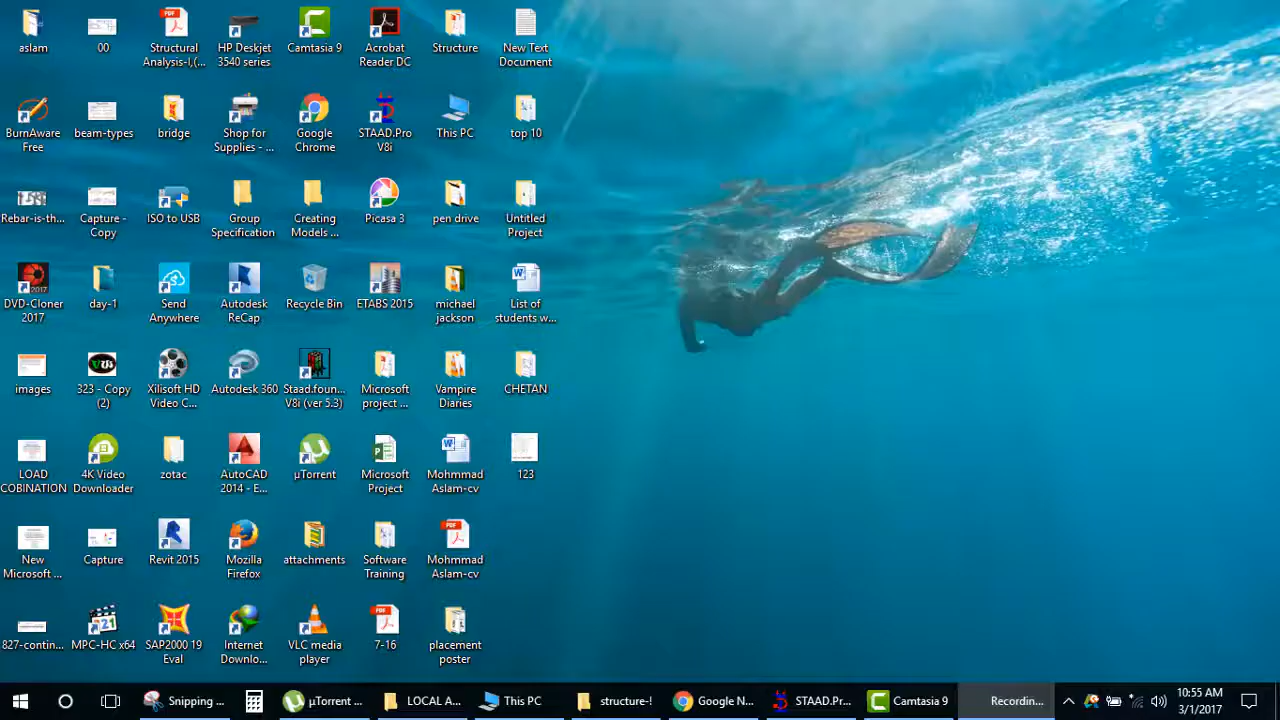 aslam
00
Structural
Analysis-I,(...
HP Deskjet
3540 series
Camtasia 9
Acrobat
Reader DC
Structure
New Text
Document
BurnAware
Free
beam-types
bridge
Shop for
Supplies - ...
Google
Chrome
STAAD.Pro
V8i
This PC
top 10
Rebar-is-th...
Capture -
Copy
ISO to USB
Group
Specification
Creating
Models ...
Picasa 3
pen drive
Untitled
Project
2017
DVD-Cloner
2017
day-1
Send
Anywhere
Autodesk
ReCap
Recycle Bin
ETABS 2015
michael
jackson
List of
students w...
images
323 - Copy
(2)
Xilisoft HD
Video C...
Autodesk 360
Staad.foun...
V8i (ver 5.3)
Microsoft
project ...
Vampire
Diaries
CHETAN
LOAD
COBINATION
4K Video
Downloader
zotac
AutoCAD
2014 - E...
µTorrent
Microsoft
Project
Mohmmad
Aslam-cv
123
New
Microsoft ...
Capture
Revit 2015
Mozilla
Firefox
attachments
Software
Training
PDF
Mohmmad
Aslam-cv
827-contin...
321
MPC-HC x64
SAP2000 19
Eval
Internet
Downlo...
VLC media
player
PDF
7-16
placement
poster
Snipping ...
µTorrent ...
LOCAL A...
This PC
structure-!
Google N...
STAAD.Pr...
Camtasia 9
Recordin...
10:55 AM
3/1/2017